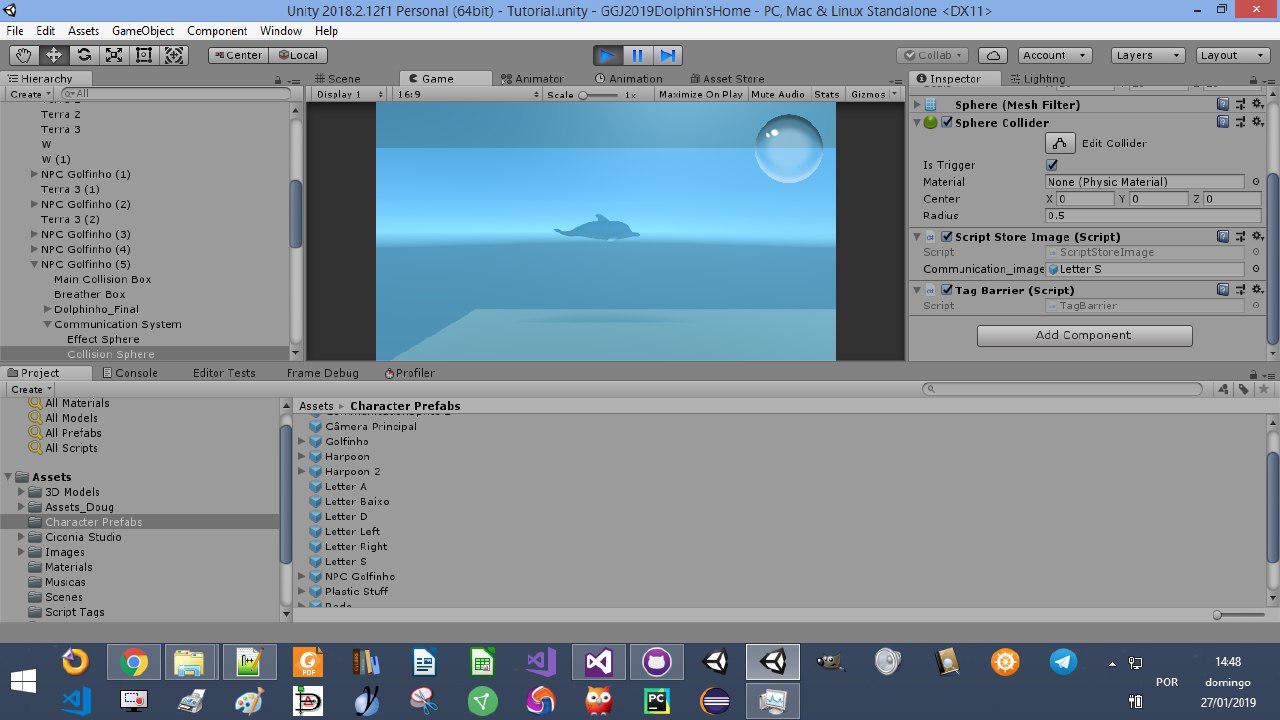 Unity 2018.2.12f1 Personal (64bit) - Tutorial.unity - GGJ2019Dolphin'sHome - PC, Mac & Linux Standalone <DX11>
File Edit Assets GameObject Component Window Help
Center Local Collab Account Layers Layout
Hierarchy
Create All
Terra 2
Terra 3
W
W (1)
NPC Golfinho (1)
Terra 3 (1)
NPC Golfinho (2)
Terra 3 (2)
NPC Golfinho (3)
NPC Golfinho (4)
NPC Golfinho (5)
Main Collision Box
Breather Box
Dolphinho_Final
Communication System
Effect Sphere
Collision Sphere
Scene Game Animator Animation Asset Store
Display 1 16:9 Scale 1x Maximize On Play Mute Audio Stats Gizmos
Inspector Lighting
Sphere (Mesh Filter)
Sphere Collider
Edit Collider
Is Trigger
Material None (Physic Material)
Center X 0 Y 0 Z 0
Radius 0.5
Script Store Image (Script)
Script ScriptStoreImage
Communication_image Letter S
Tag Barrier (Script)
Script TagBarrier
Add Component
Project Console Editor Tests Frame Debug Profiler
Create
All Materials
All Models
All Prefabs
All Scripts
Assets
3D Models
Assets_Doug
Character Prefabs
Ciconia Studio
Images
Materials
Musicas
Scenes
Script Tags
Assets Character Prefabs
Câmera Principal
Golfinho
Harpoon
Harpoon 2
Letter A
Letter Baixo
Letter D
Letter Left
Letter Right
Letter S
NPC Golfinho
Plastic Stuff
PDF
PC
POR
14:48
domingo
27/01/2019